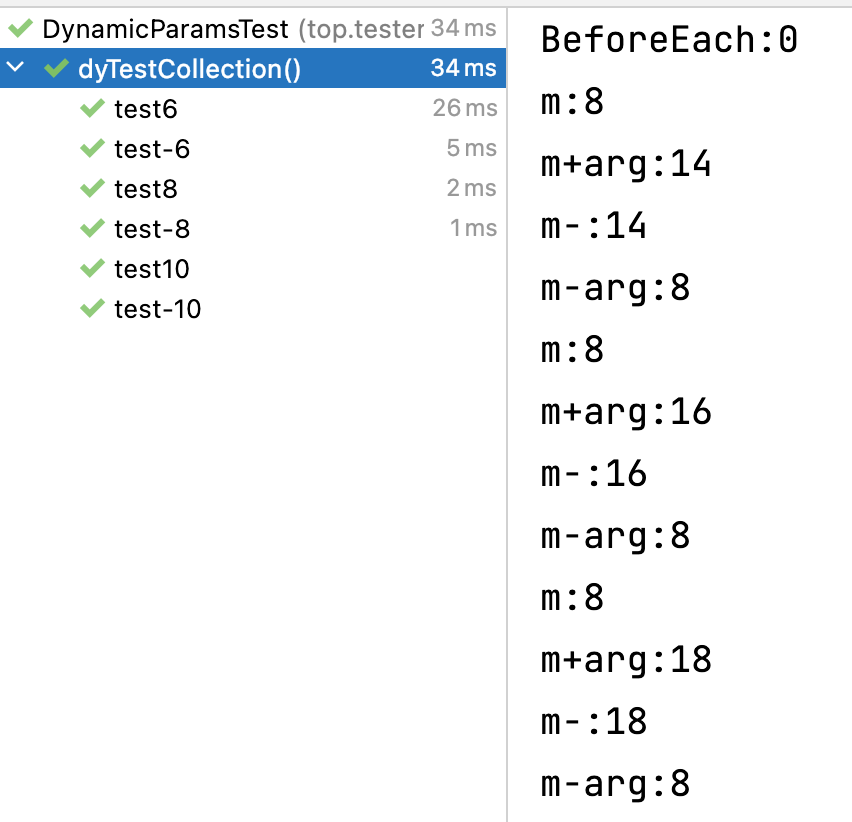 DynamicParamsTest (top.tester 34 ms
dyTestCollection() 34 ms
test6 26 ms
test-6 5 ms
test8 2 ms
test-8 1 ms
test10
test-10
BeforeEach:0
m:8
m+arg:14
m-:14
m-arg:8
m:8
m+arg:16
m-:16
m-arg:8
m:8
m+arg:18
m-:18
m-arg:8